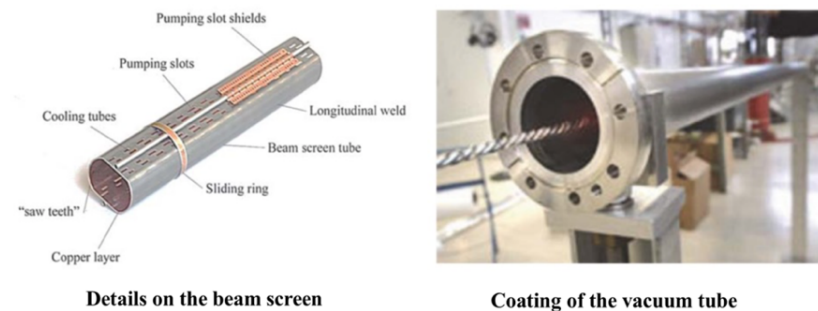 Pumping slot shields
Pumping slots
Cooling tubes
Longitudinal weld
Beam screen tube
Sliding ring
“saw teeth”
Copper layer
Details on the beam screen
Coating of the vacuum tube